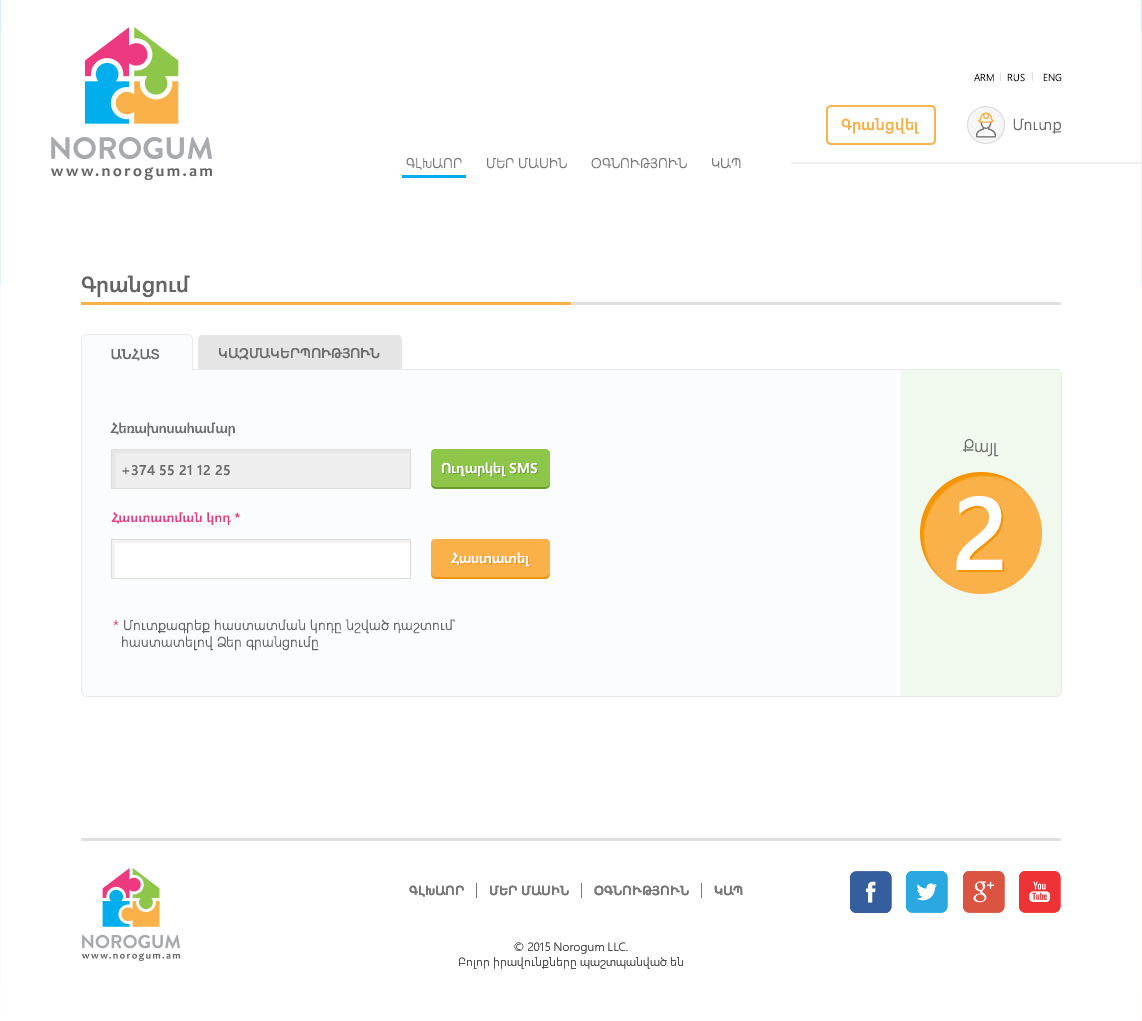 NOROGUM
www.norogum.am
ARM RUS ENG
Գրանցվել
Մուտք
ԳԼԽԱՈՐ ՄԵՐ ՄԱՍԻՆ ՕԳՆՈՒԹՅՈՒՆ ԿԱՊ
Գրանցում
ԱՆՀԱՏ ԿԱԶՄԱԿԵՐՊՈՒԹՅՈՒՆ
Հեռախոսահամար
+374 55 21 12 25
Ուղարկել SMS
Հաստատման կոդ *
Հաստատել
* Մուտքագրեք հաստատման կոդը նշված դաշտում՝
հաստատելով Ձեր գրանցումը
Քայլ
2
NOROGUM
www.norogum.am
ԳԼԽԱՈՐ ՄԵՐ ՄԱՍԻՆ ՕԳՆՈՒԹՅՈՒՆ ԿԱՊ
f
g+
You
Tube
© 2015 Norogum LLC.
Բոլոր իրավունքները պաշտպանված են